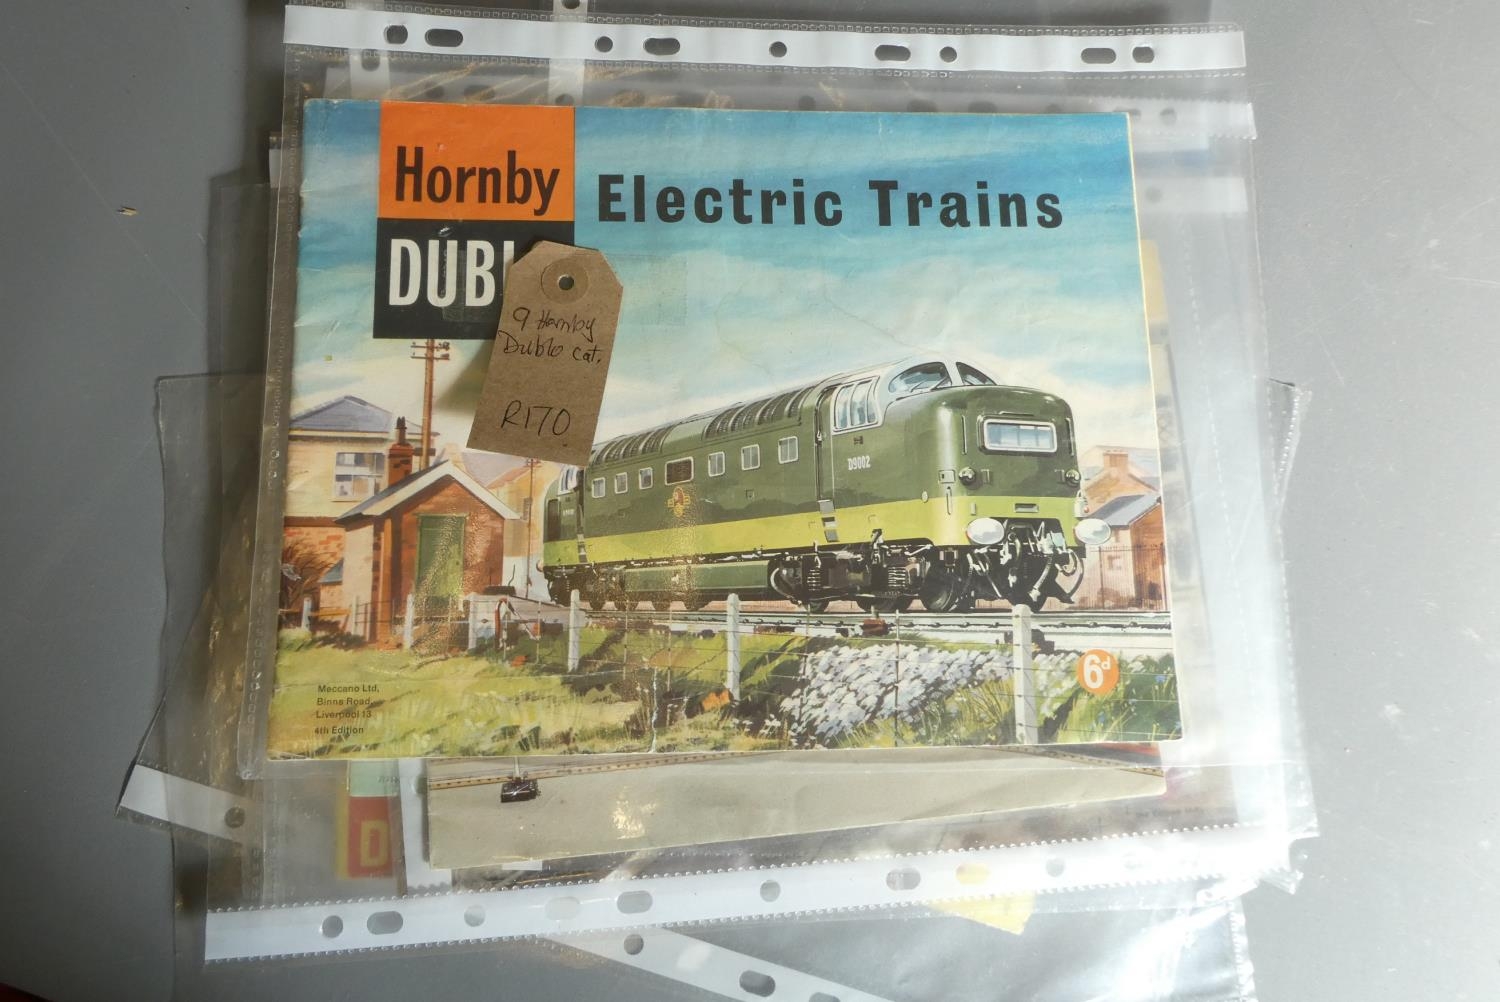 Hornby
DUBL
Electric Trains
9 Hornby
Dublo cat.
R170
D9002
6d
Meccano Ltd,
Binns Road,
Liverpool 13
4th Edition
D